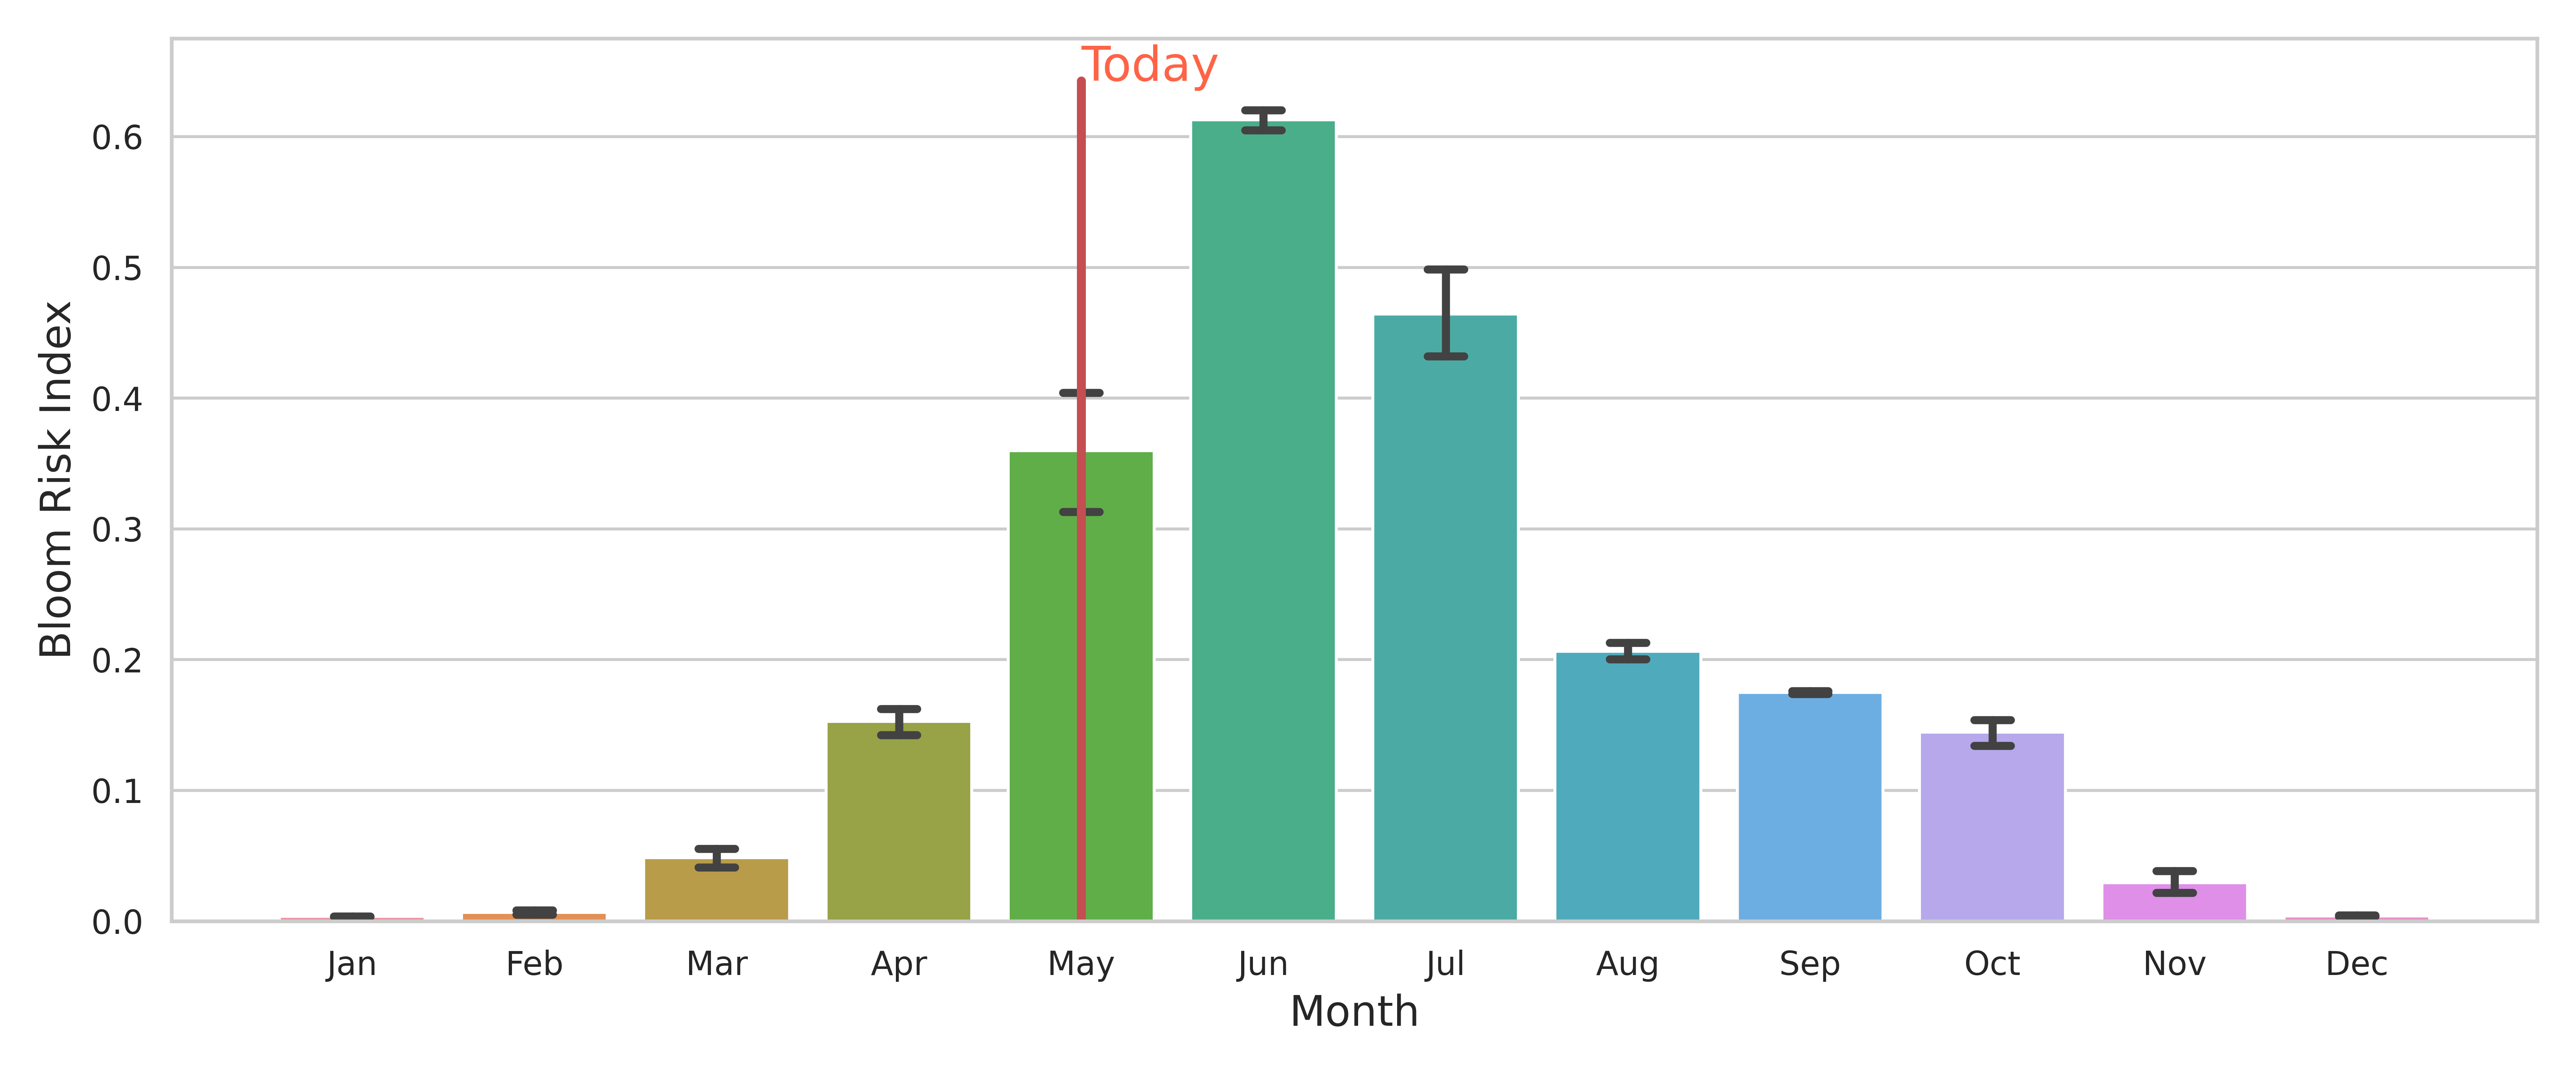 Today
Bloom Risk Index
0.6
0.5
0.4
0.3
0.2
0.1
0.0
Jan Feb Mar Apr May Jun Jul Aug Sep Oct Nov Dec
Month